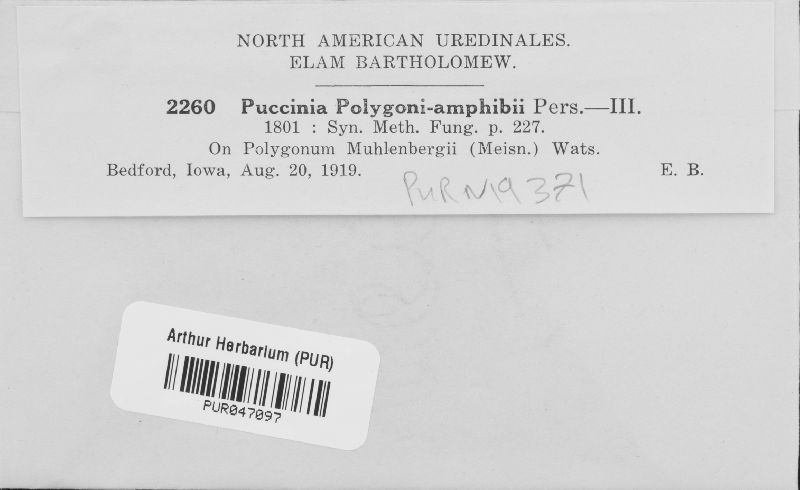 NORTH AMERICAN UREDINALES.
ELAM BARTHOLOMEW.
2260 Puccinia Polygoni-amphibii Pers.—III.
1801 : Syn. Meth. Fung. p. 227.
On Polygonum Muhlenbergii (Meisn.) Wats.
Bedford, Iowa, Aug. 20, 1919. E. B.
PUR N19371
Arthur Herbarium (PUR)
PUR047097